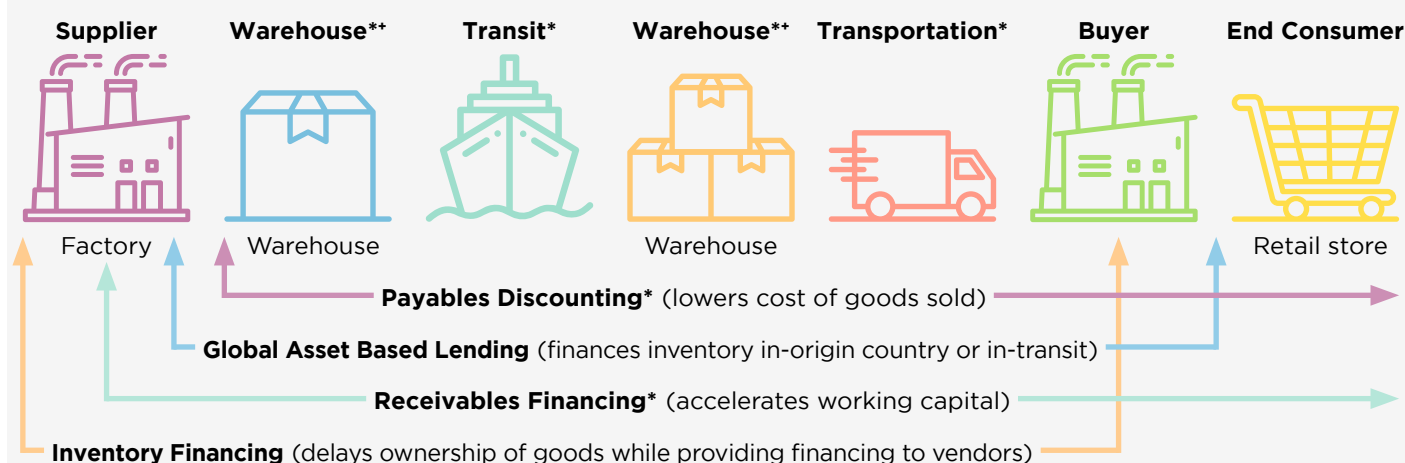 Supplier Warehouse*+ Transit* Warehouse*+ Transportation* Buyer End Consumer
Factory Warehouse Warehouse Retail store
Payables Discounting* (lowers cost of goods sold)
Global Asset Based Lending (finances inventory in-origin country or in-transit)
Receivables Financing* (accelerates working capital)
Inventory Financing (delays ownership of goods while providing financing to vendors)